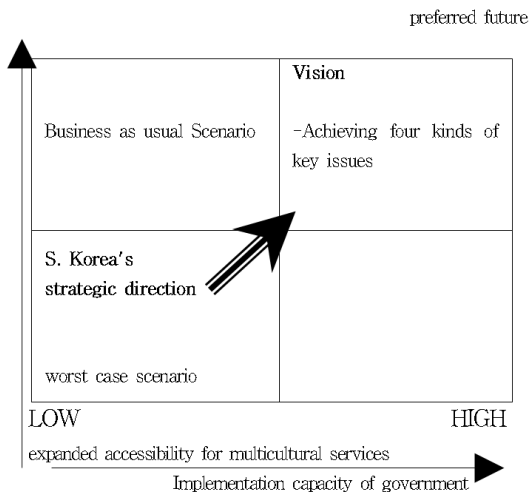 preferred future
Vision
Business as usual Scenario
-Achieving four kinds of
key issues
S. Korea's
strategic direction
worst case scenario
LOW
HIGH
expanded accessibility for multicultural services
Implementation capacity of government